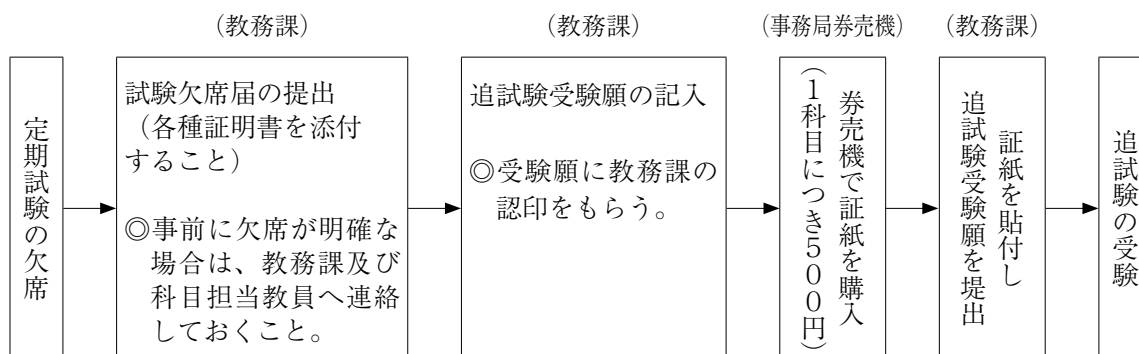 (教務課)
(教務課)
(事務局券売機)
(教務課)
定期試験の欠席
試験欠席届の提出
(各種証明書を添付
すること)
◎事前に欠席が明確な
場合は、教務課及び
科目担当教員へ連絡
しておくこと。
追試験受験願の記入
◎受験願に教務課の
認印をもらう。
券売機で証紙を購入
(1科目につき500円)
証紙を貼付し
追試験受験願を提出
追試験の受験